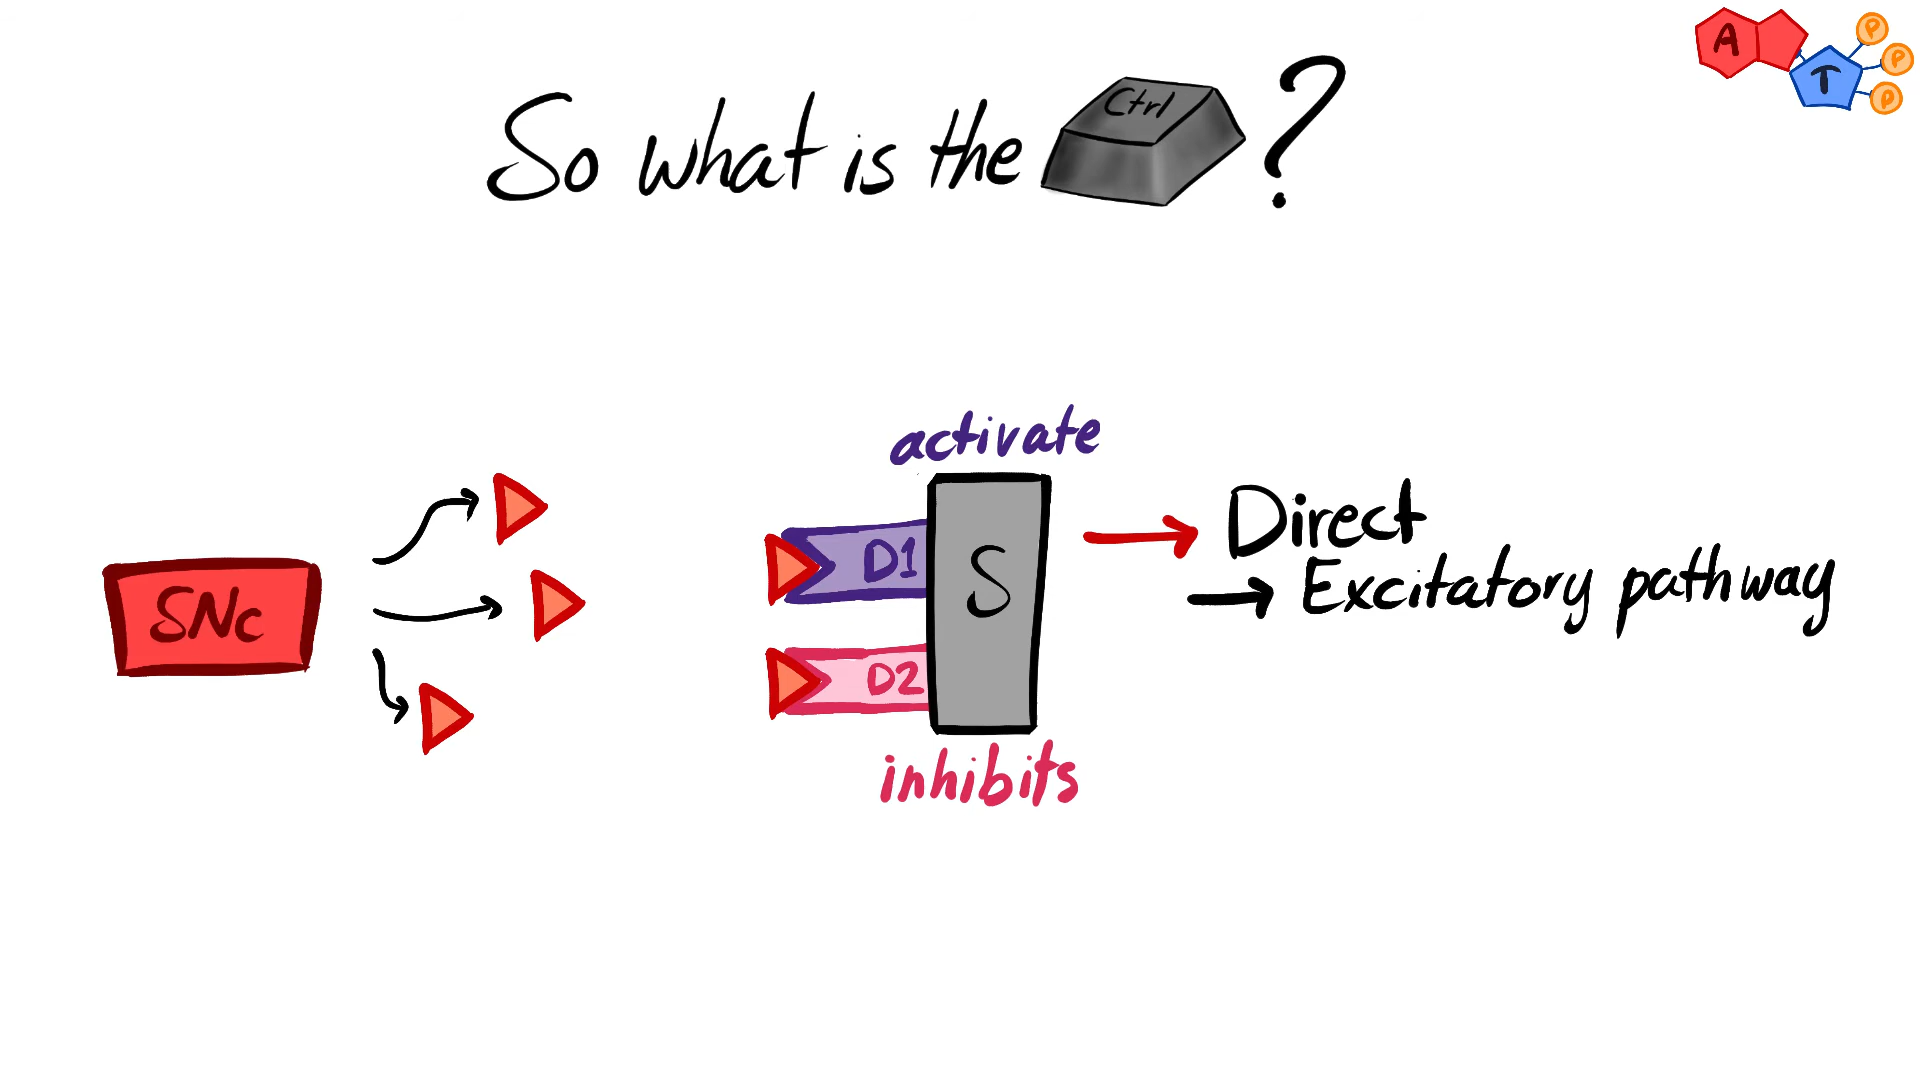 So what is the Ctrl ?
A T P P P
activate
SNc
D1
D2
S
Direct
→ Excitatory pathway
inhibits